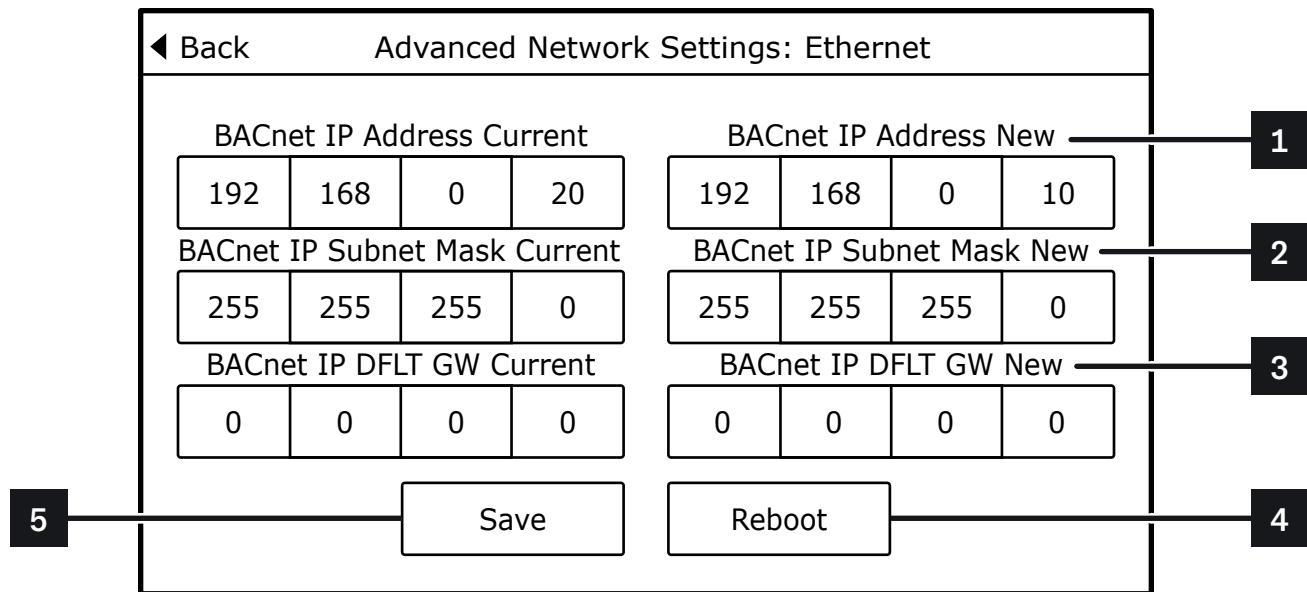 Back Advanced Network Settings: Ethernet
BACnet IP Address Current BACnet IP Address New 1
192 168 0 20 192 168 0 10
BACnet IP Subnet Mask Current BACnet IP Subnet Mask New 2
255 255 255 0 255 255 255 0
BACnet IP DFLT GW Current BACnet IP DFLT GW New 3
0 0 0 0 0 0 0 0
5 Save Reboot 4